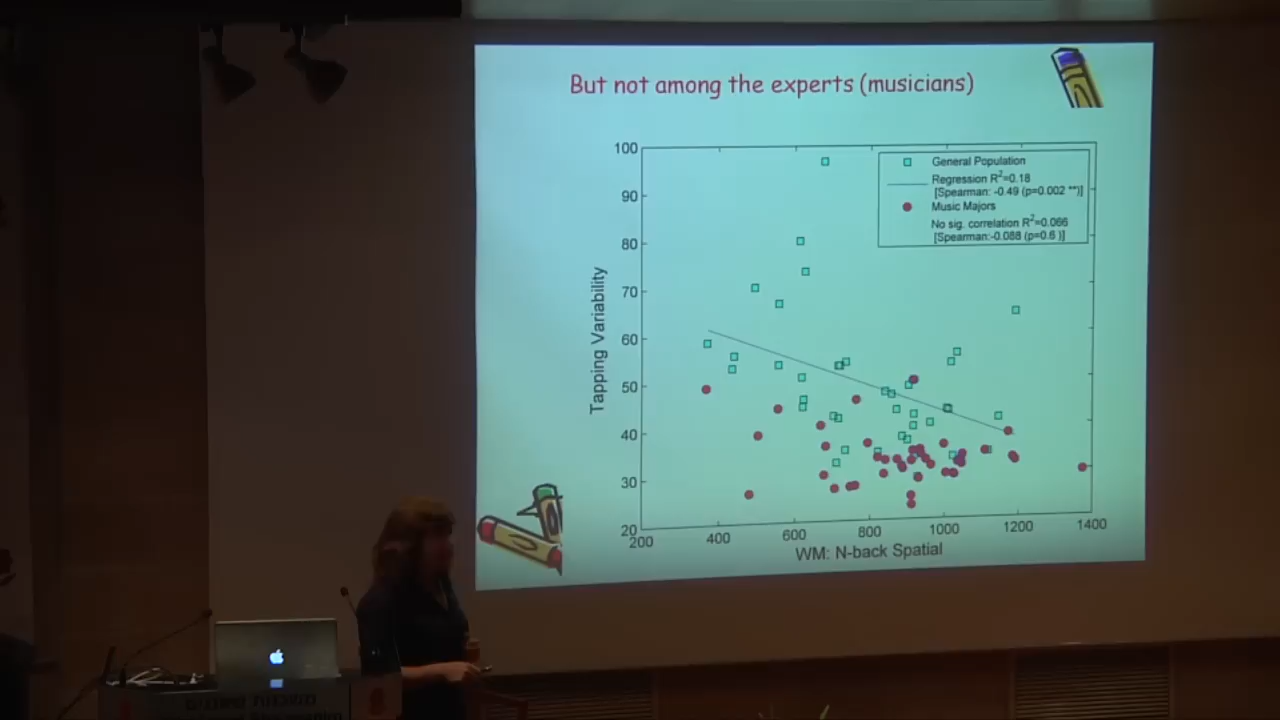 But not among the experts (musicians)
100
90
80
70
60
50
40
30
20
Tapping Variability
General Population
Regression R²=0.18
[Spearman: -0.49 (p=0.002 **)]
Music Majors
No sig. correlation R²=0.066
[Spearman:-0.088 (p=0.6 )]
200
400
600
800
1000
1200
1400
WM: N-back Spatial